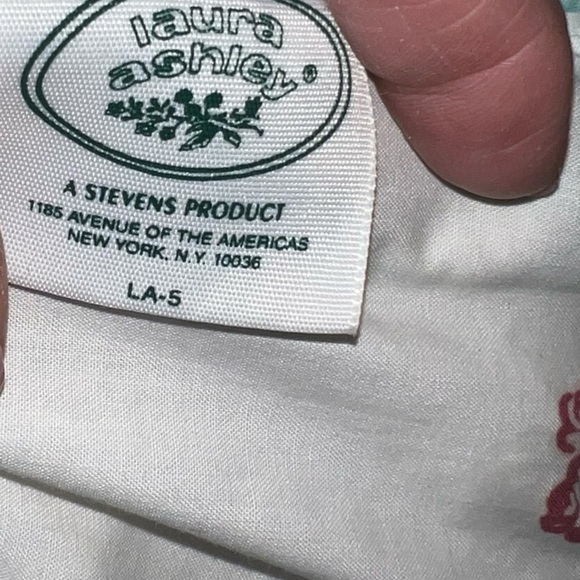 laura
ashley®
A STEVENS PRODUCT
1185 AVENUE OF THE AMERICAS
NEW YORK, N.Y. 10036
LA-5